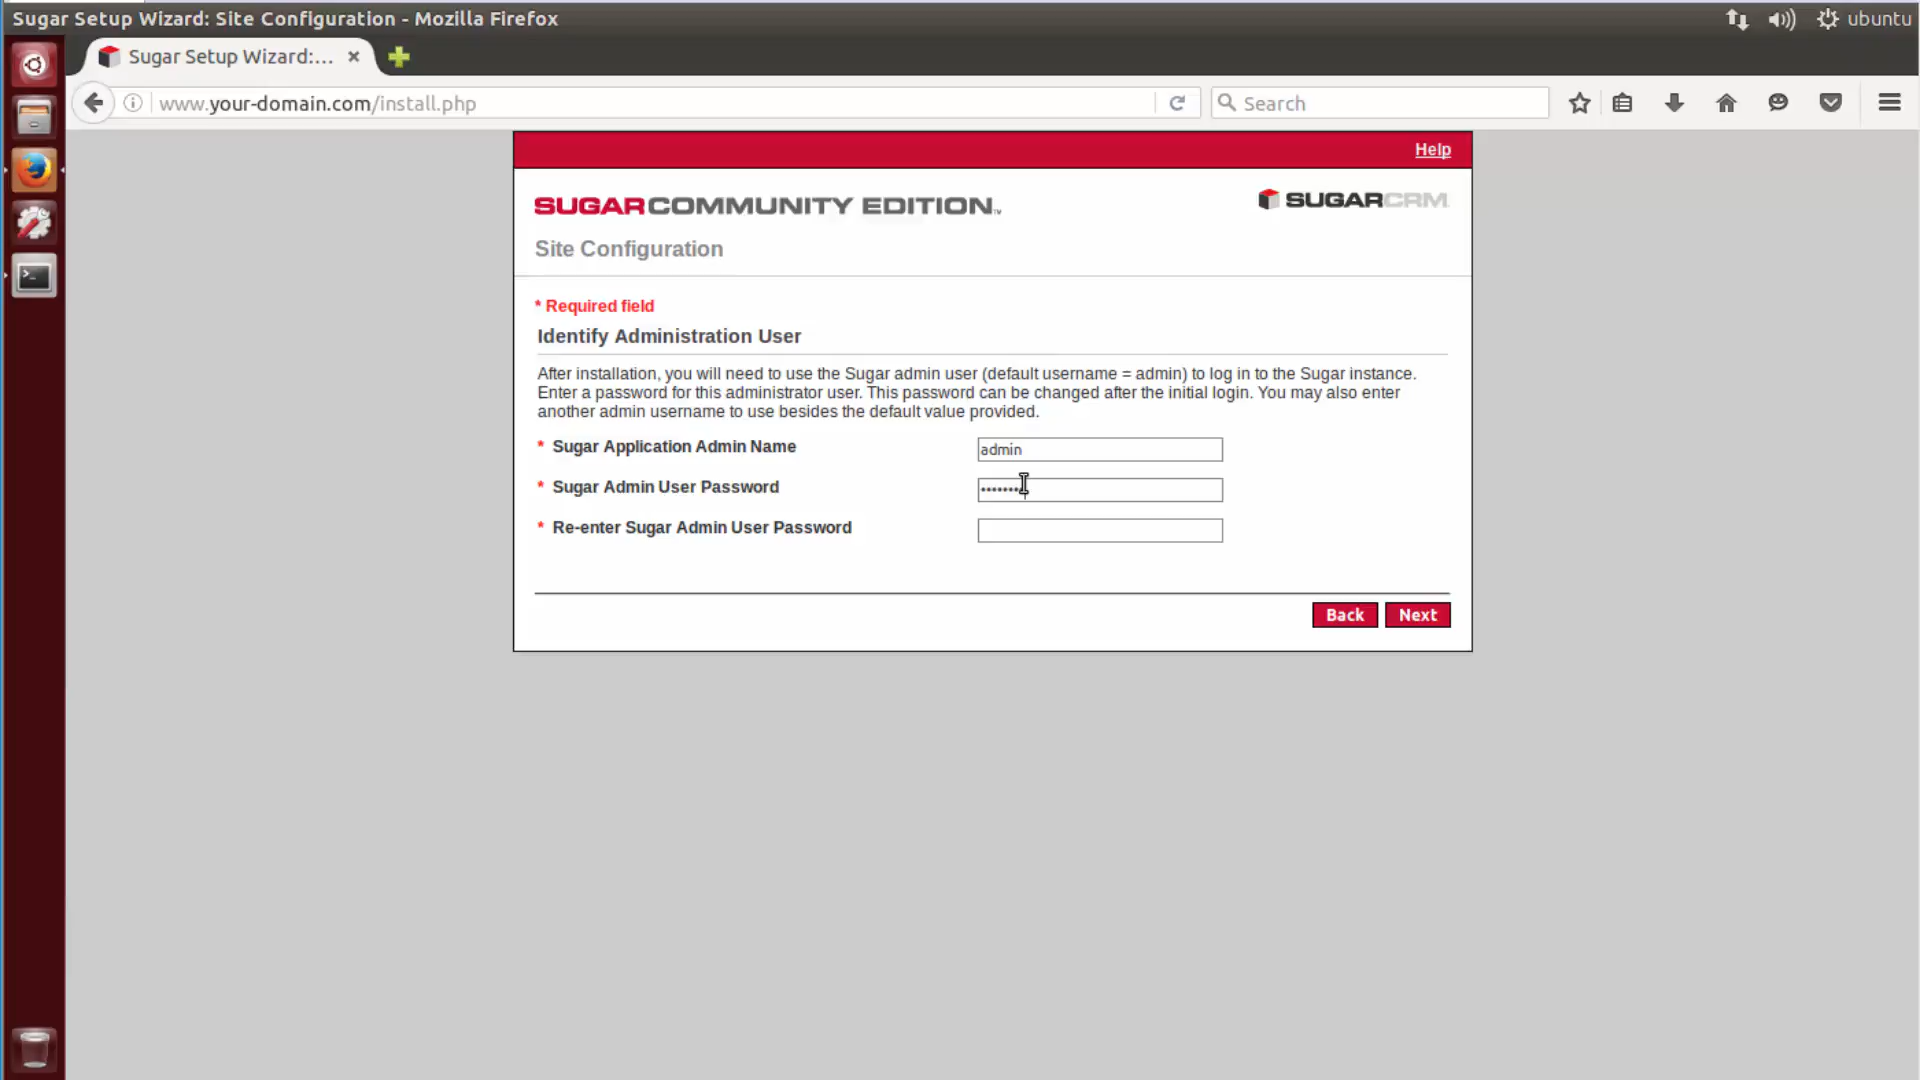 Sugar Setup Wizard: Site Configuration - Mozilla Firefox
ubuntu
Sugar Setup Wizard:...
www.your-domain.com/install.php
Search
Help
SUGARCOMMUNITY EDITION™
SUGARCRM
Site Configuration
* Required field
Identify Administration User
After installation, you will need to use the Sugar admin user (default username = admin) to log in to the Sugar instance.
Enter a password for this administrator user. This password can be changed after the initial login. You may also enter
another admin username to use besides the default value provided.
* Sugar Application Admin Name
admin
* Sugar Admin User Password
* Re-enter Sugar Admin User Password
Back
Next